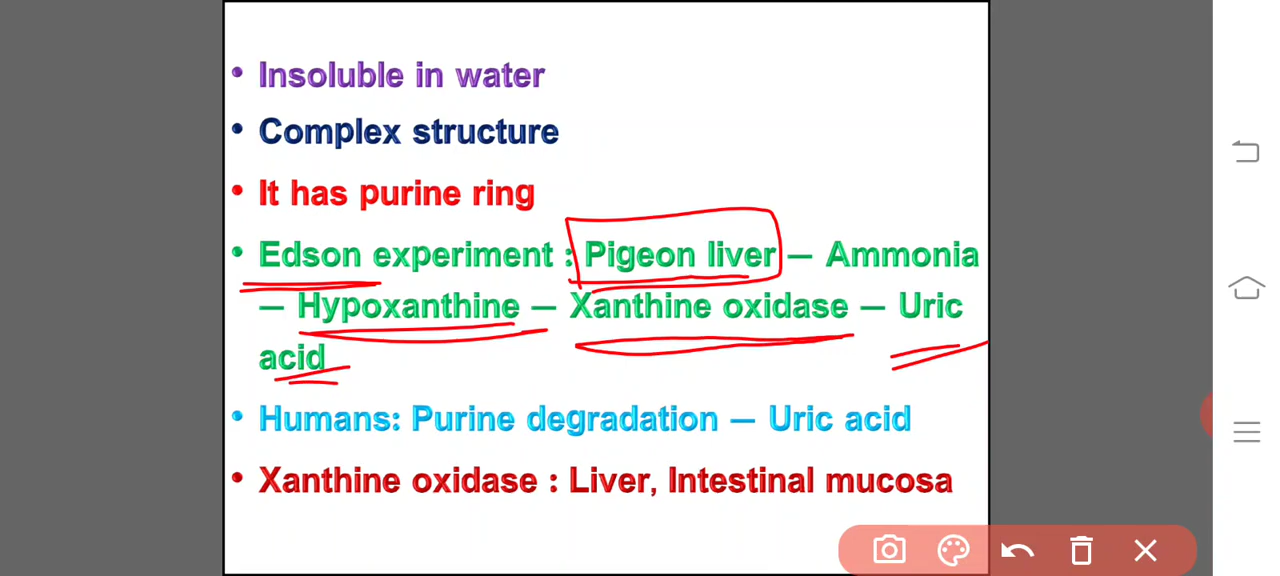 • Insoluble in water
• Complex structure
• It has purine ring
• Edson experiment : Pigeon liver – Ammonia
– Hypoxanthine – Xanthine oxidase – Uric
acid
• Humans: Purine degradation – Uric acid
• Xanthine oxidase : Liver, Intestinal mucosa